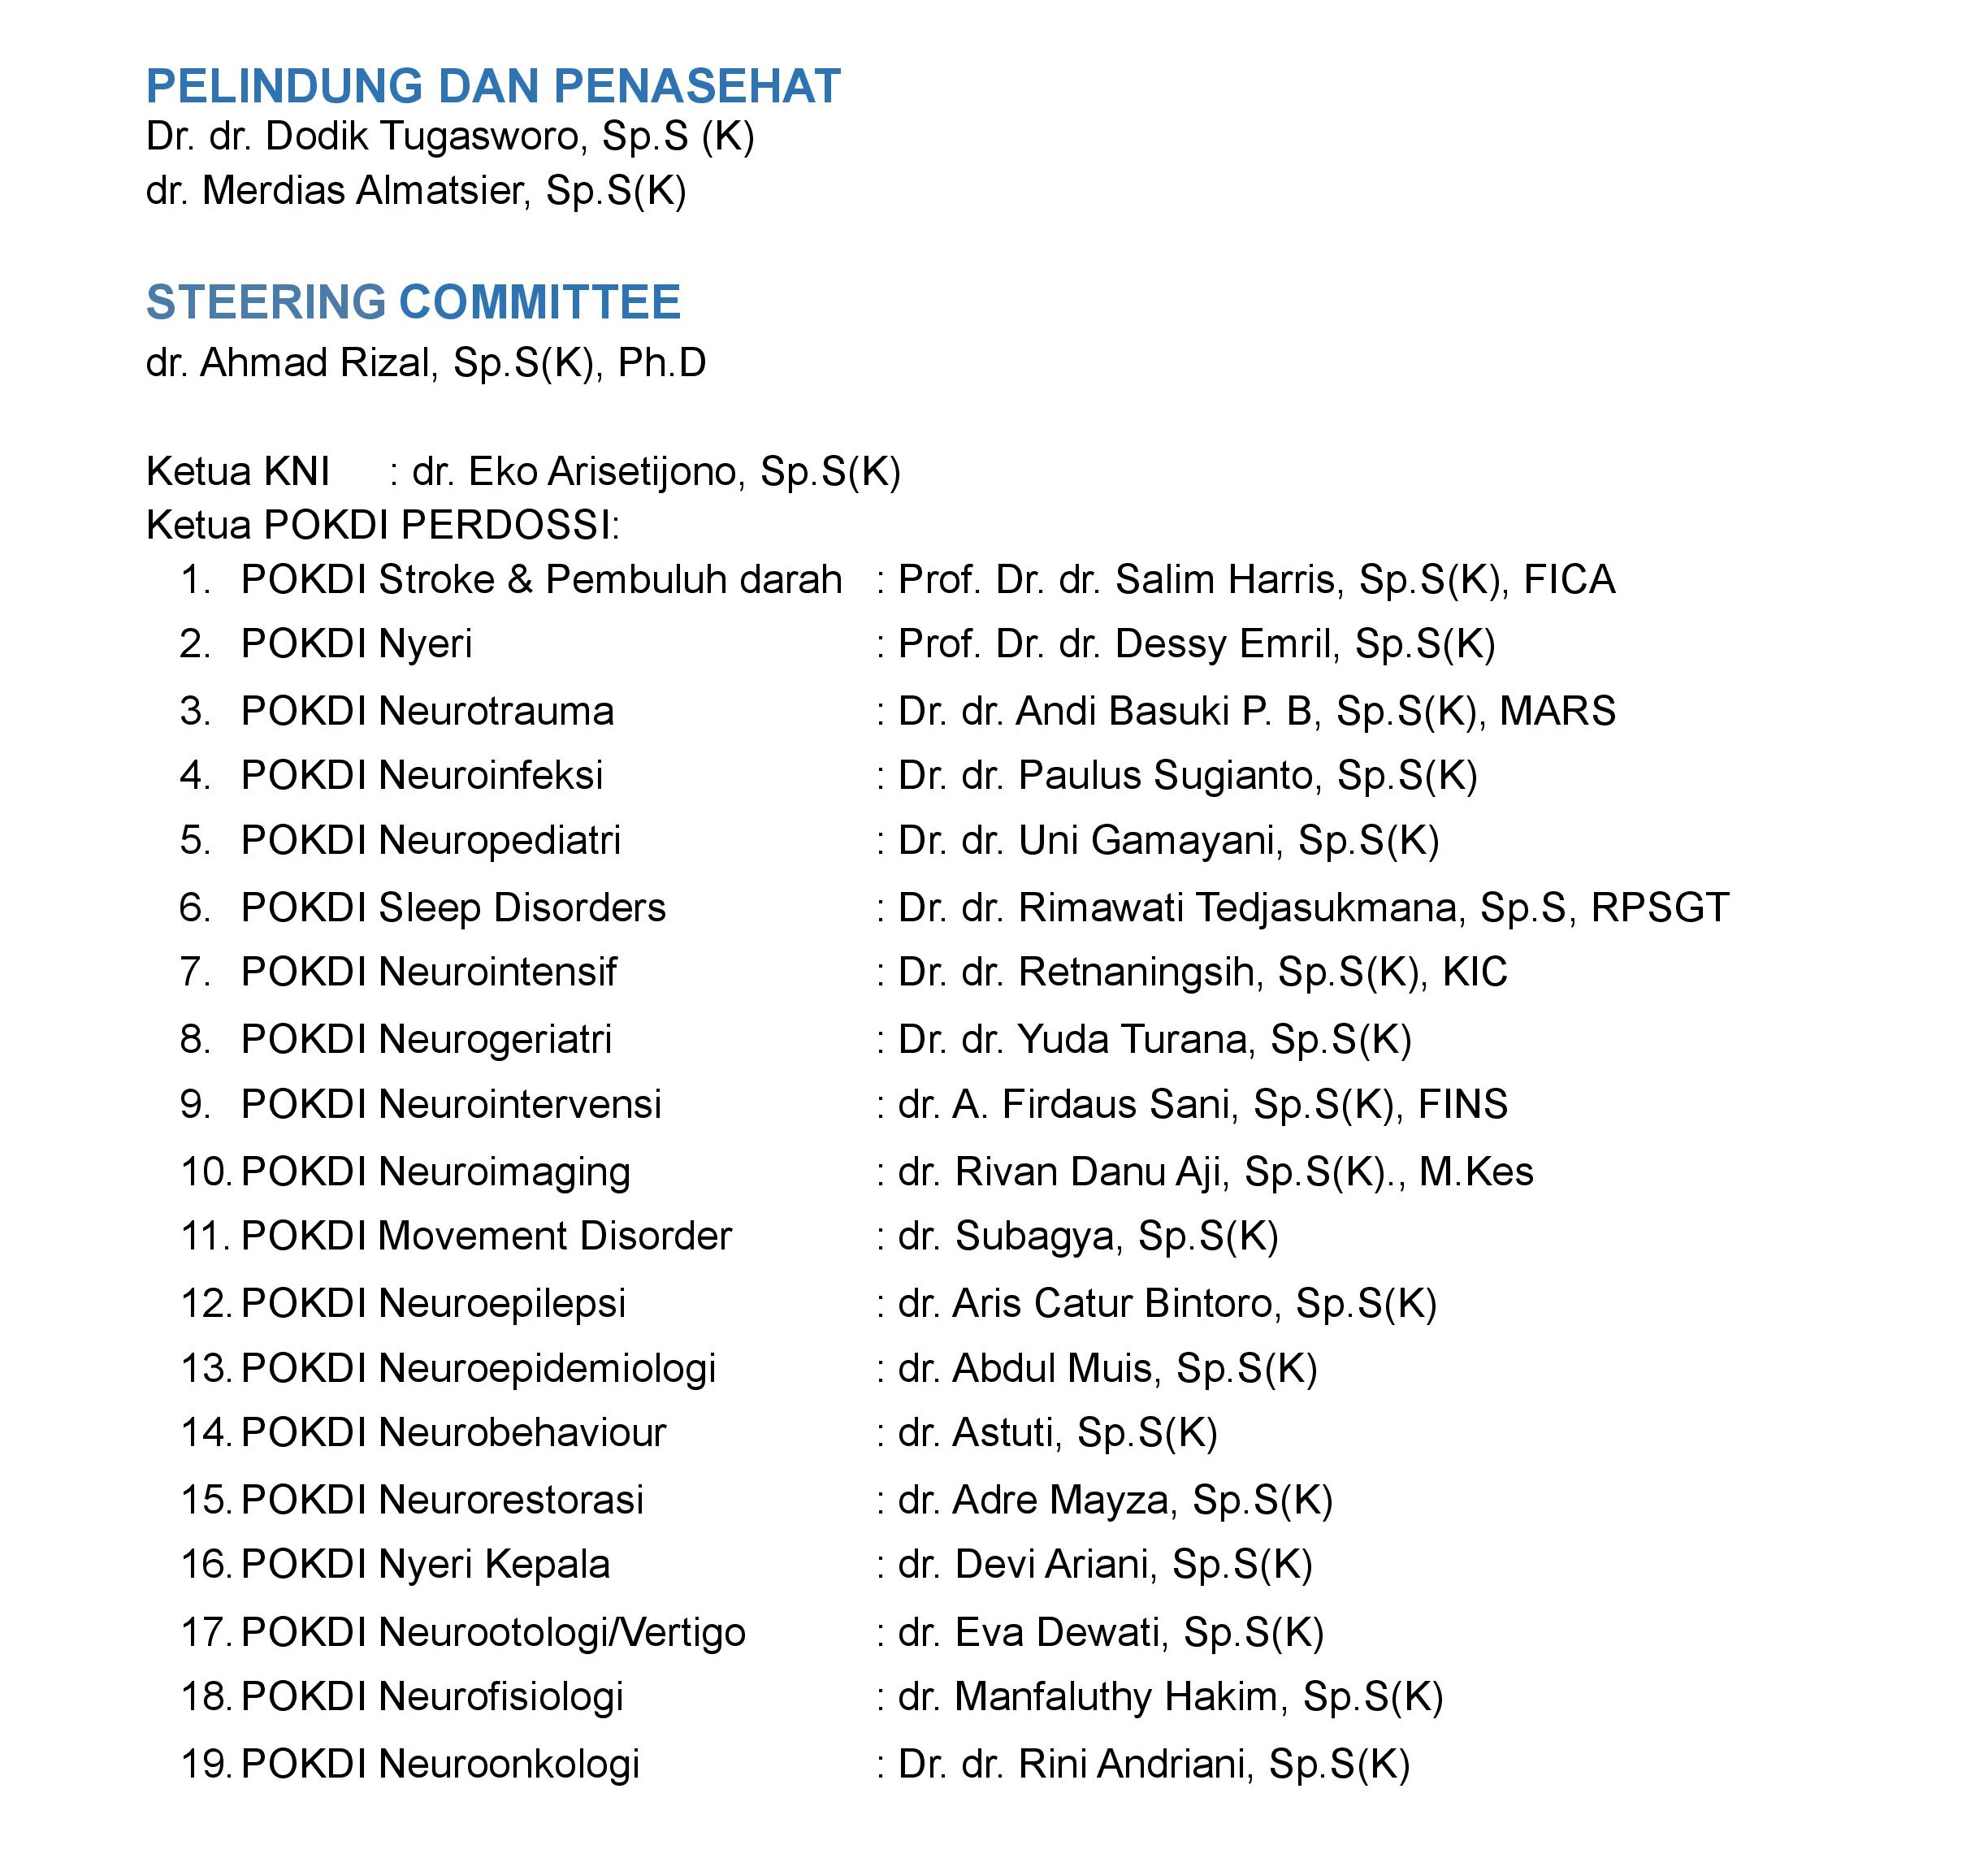 PELINDUNG DAN PENASEHAT
Dr. dr. Dodik Tugasworo, Sp.S (K)
dr. Merdias Almatsier, Sp.S(K)
STEERING COMMITTEE
dr. Ahmad Rizal, Sp.S(K), Ph.D
Ketua KNI : dr. Eko Arisetijono, Sp.S(K)
Ketua POKDI PERDOSSI:
1. POKDI Stroke & Pembuluh darah : Prof. Dr. dr. Salim Harris, Sp.S(K), FICA
2. POKDI Nyeri : Prof. Dr. dr. Dessy Emril, Sp.S(K)
3. POKDI Neurotrauma : Dr. dr. Andi Basuki P. B, Sp.S(K), MARS
4. POKDI Neuroinfeksi : Dr. dr. Paulus Sugianto, Sp.S(K)
5. POKDI Neuropediatri : Dr. dr. Uni Gamayani, Sp.S(K)
6. POKDI Sleep Disorders : Dr. dr. Rimawati Tedjasukmana, Sp.S, RPSGT
7. POKDI Neurointensif : Dr. dr. Retnaningsih, Sp.S(K), KIC
8. POKDI Neurogeriatri : Dr. dr. Yuda Turana, Sp.S(K)
9. POKDI Neurointervensi : dr. A. Firdaus Sani, Sp.S(K), FINS
10. POKDI Neuroimaging : dr. Rivan Danu Aji, Sp.S(K)., M.Kes
11. POKDI Movement Disorder : dr. Subagya, Sp.S(K)
12. POKDI Neuroepilepsi : dr. Aris Catur Bintoro, Sp.S(K)
13. POKDI Neuroepidemiologi : dr. Abdul Muis, Sp.S(K)
14. POKDI Neurobehaviour : dr. Astuti, Sp.S(K)
15. POKDI Neurorestorasi : dr. Adre Mayza, Sp.S(K)
16. POKDI Nyeri Kepala : dr. Devi Ariani, Sp.S(K)
17. POKDI Neurootologi/Vertigo : dr. Eva Dewati, Sp.S(K)
18. POKDI Neurofisiologi : dr. Manfaluthy Hakim, Sp.S(K)
19. POKDI Neuroonkologi : Dr. dr. Rini Andriani, Sp.S(K)